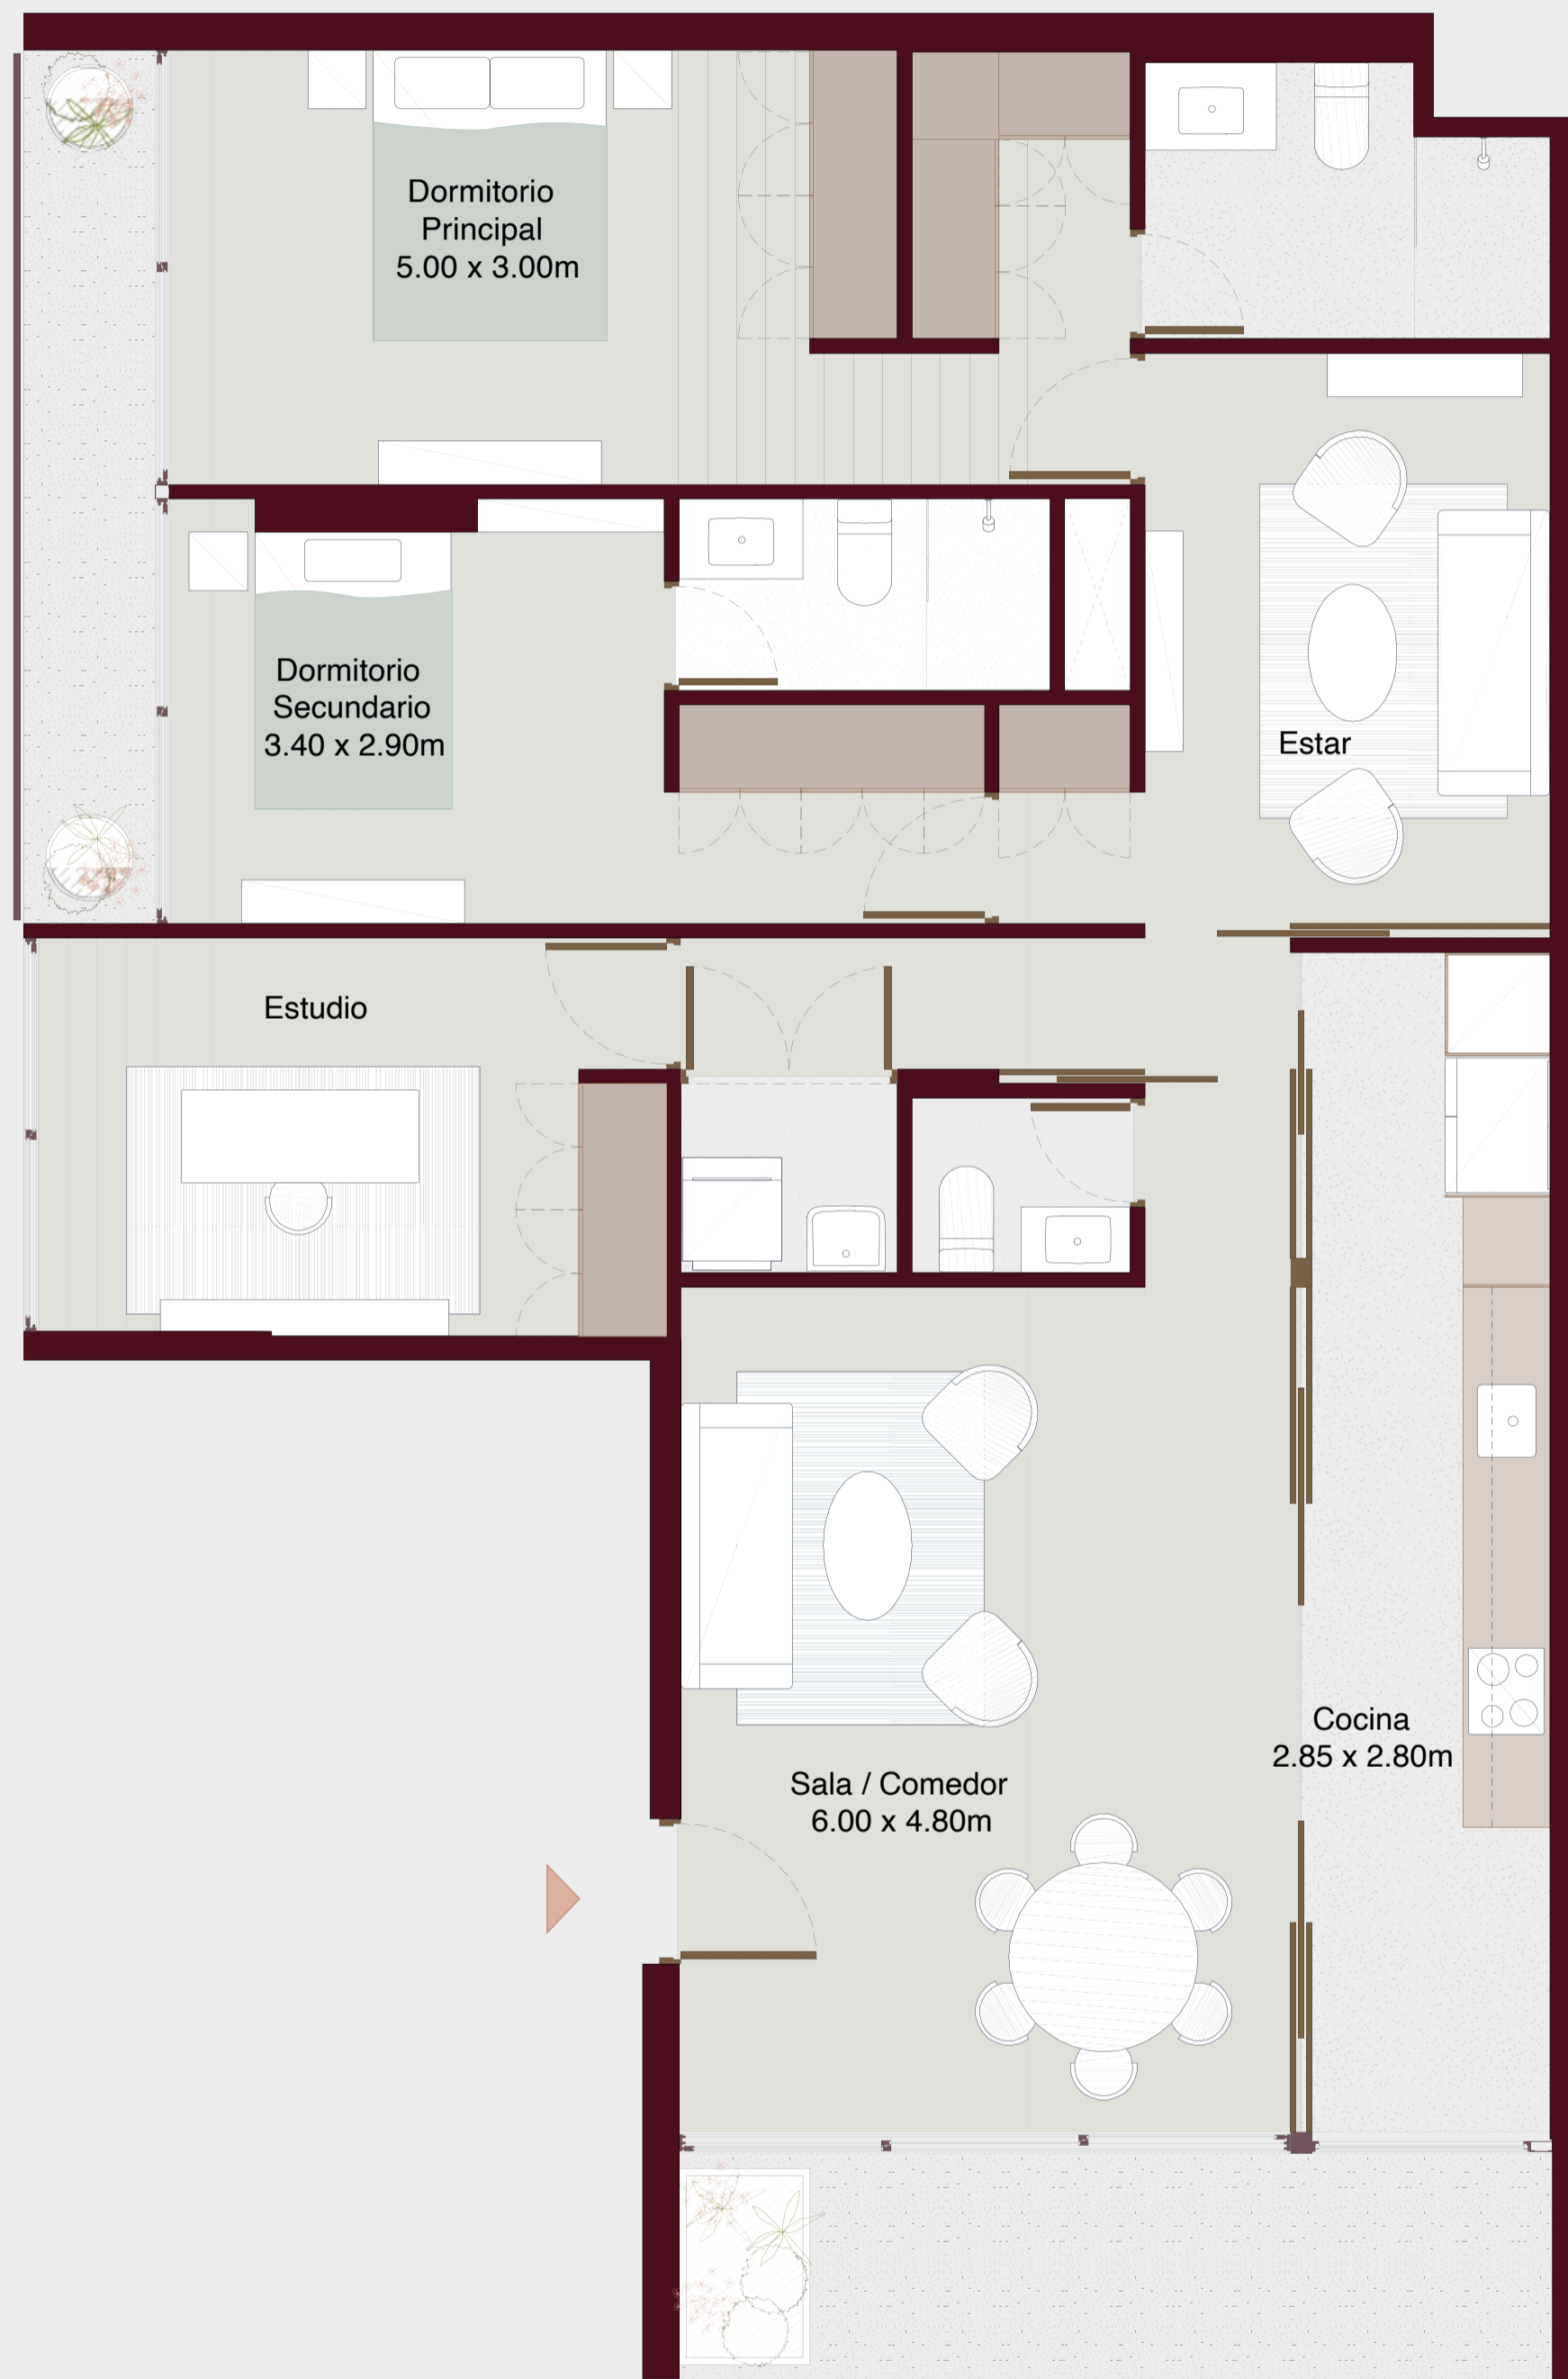 Dormitorio
Principal
5.00 x 3.00m
Dormitorio
Secundario
3.40 x 2.90m
Estar
Estudio
Cocina
2.85 x 2.80m
Sala / Comedor
6.00 x 4.80m